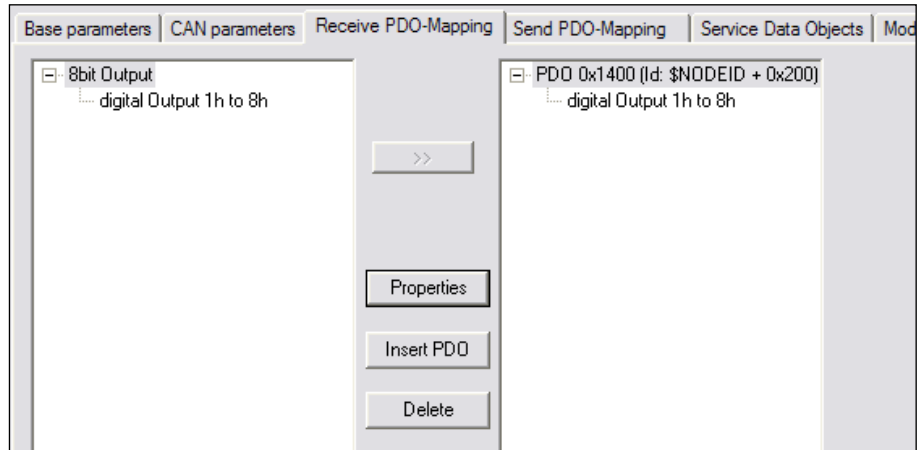 Base parameters CAN parameters Receive PDO-Mapping Send PDO-Mapping Service Data Objects Mod
8bit Output
digital Output 1h to 8h
PDO 0x1400 (Id: $NODEID + 0x200)
digital Output 1h to 8h
>>
Properties
Insert PDO
Delete